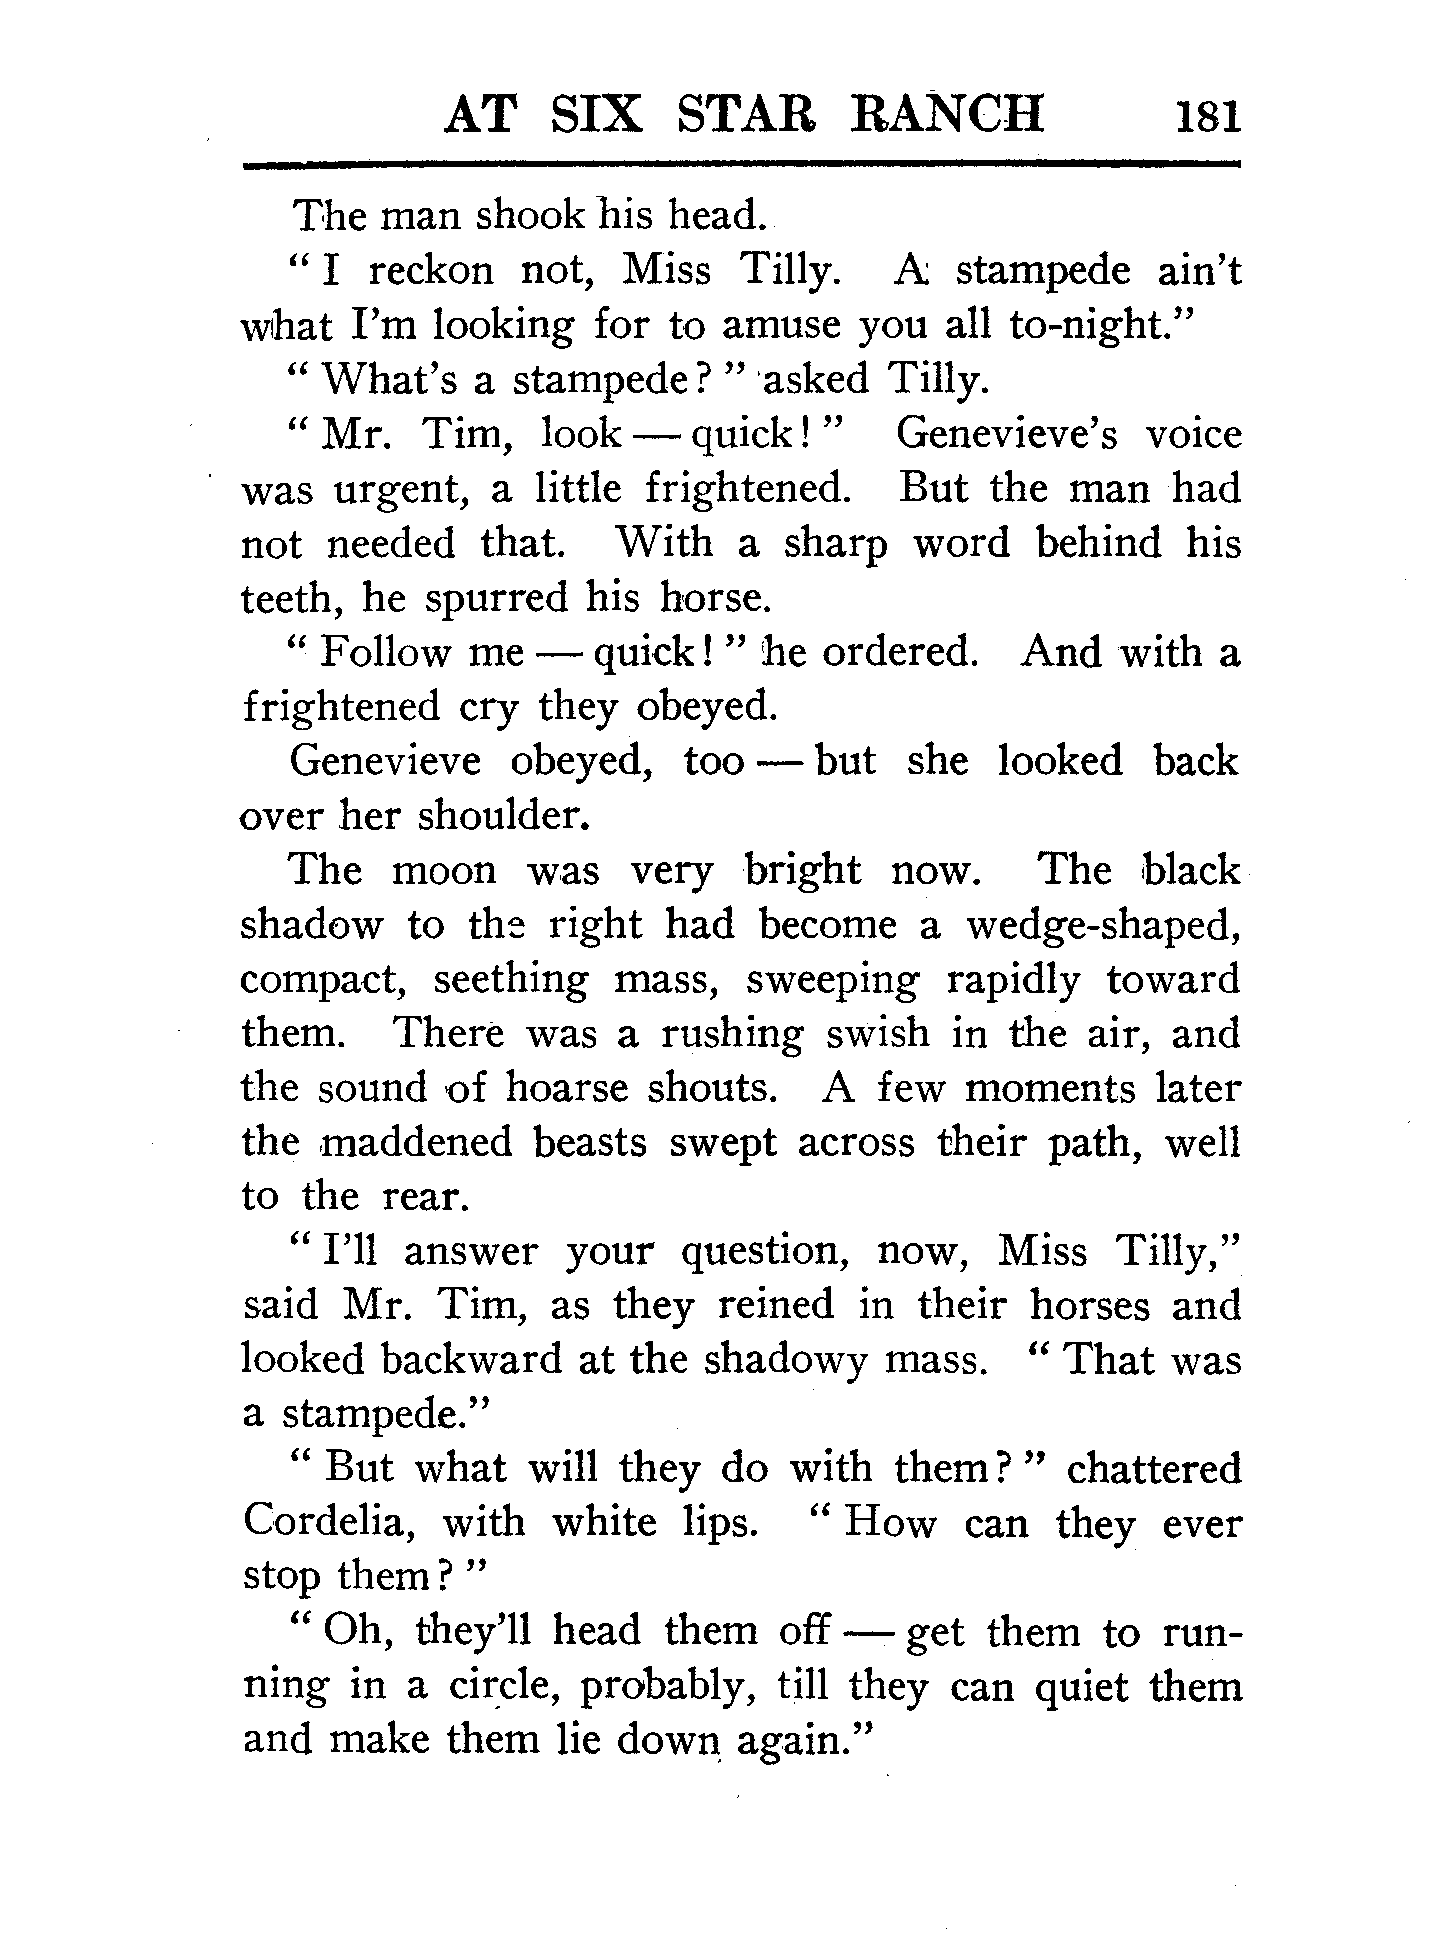 AT SIX STAR RANCH 181
The man shook his head.
“ I reckon not, Miss Tilly. A stampede ain’t
what I’m looking for to amuse you all to-night.”
“ What’s a stampede? ” asked Tilly.
“ Mr. Tim, look — quick! ” Genevieve’s voice
was urgent, a little frightened. But the man had
not needed that. With a sharp word behind his
teeth, he spurred his horse.
“ Follow me — quick! ” he ordered. And with a
frightened cry they obeyed.
Genevieve obeyed, too — but she looked back
over her shoulder.
The moon was very bright now. The black
shadow to the right had become a wedge-shaped,
compact, seething mass, sweeping rapidly toward
them. There was a rushing swish in the air, and
the sound of hoarse shouts. A few moments later
the maddened beasts swept across their path, well
to the rear.
“ I’ll answer your question, now, Miss Tilly,”
said Mr. Tim, as they reined in their horses and
looked backward at the shadowy mass. “ That was
a stampede.”
“ But what will they do with them? ” chattered
Cordelia, with white lips. “ How can they ever
stop them? ”
“ Oh, they’ll head them off — get them to run-
ning in a circle, probably, till they can quiet them
and make them lie down again.”